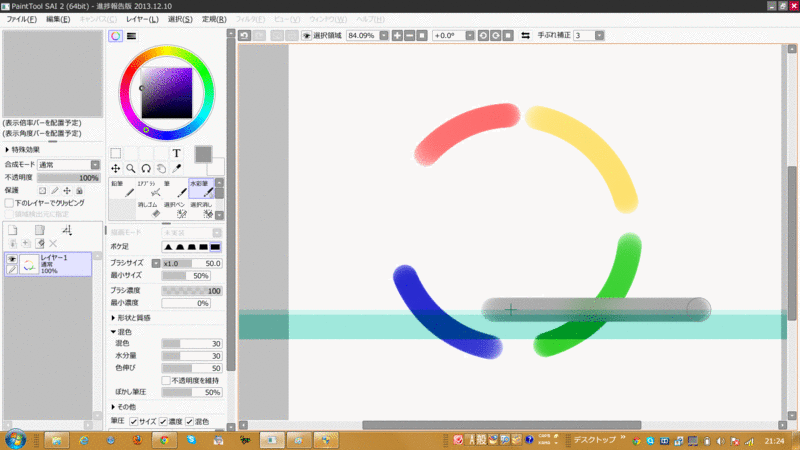 PaintTool SAI 2 (64bit) - 進捗報告版 2013.12.10
ファイル(F) 編集(E) キャンバス(C) レイヤー(L) 選択(S) 定規(R) フィルタ(E) ビュー(V) ウィンドウ(W) ヘルプ(H)
選択領域 84.09% +0.0° 手ぶれ補正 3
(表示倍率バーを配置予定)
(表示角度バーを配置予定)
特殊効果
合成モード 通常
不透明度 100%
保護
下のレイヤーでクリッピング
領域検出元に指定
レイヤー1
通常
100%
T
鉛筆 エアブラシ 筆 水彩筆
消しゴム 選択ペン 選択消し
描画モード
ボケ足
ブラシサイズ x1.0 50.0
最小サイズ 50%
ブラシ濃度 100
最小濃度 0%
形状と質感
混色
混色 30
水分量 30
色伸び 50
不透明度を維持
ぼかし筆圧 50%
その他
筆圧 サイズ 濃度 混色
A 般
CAPS
KANA
デスクトップ
21:24